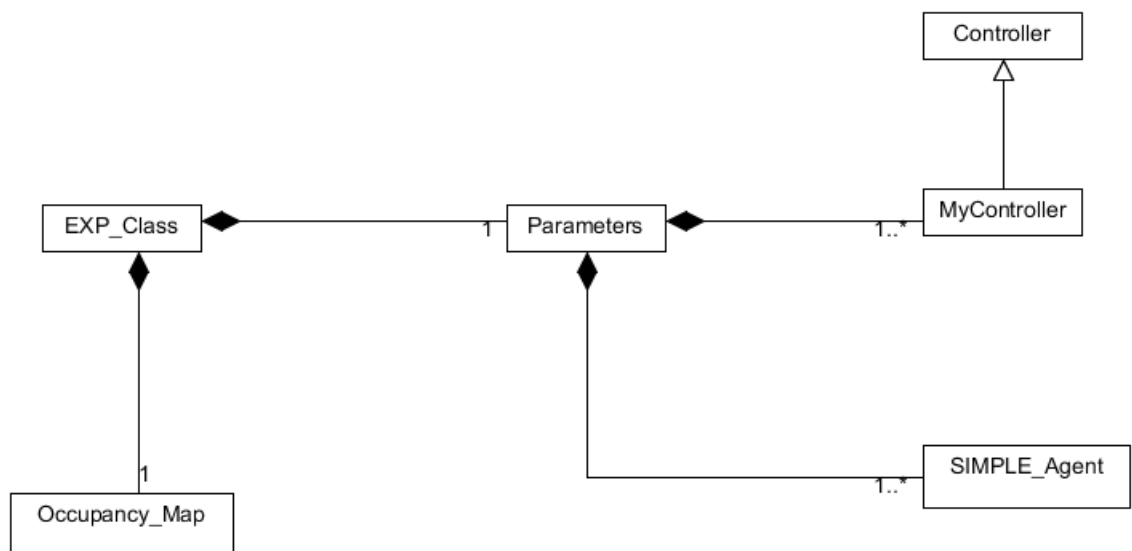 Controller
EXP_Class
1
Parameters
1..*
MyController
1..*
SIMPLE_Agent
1
Occupancy_Map